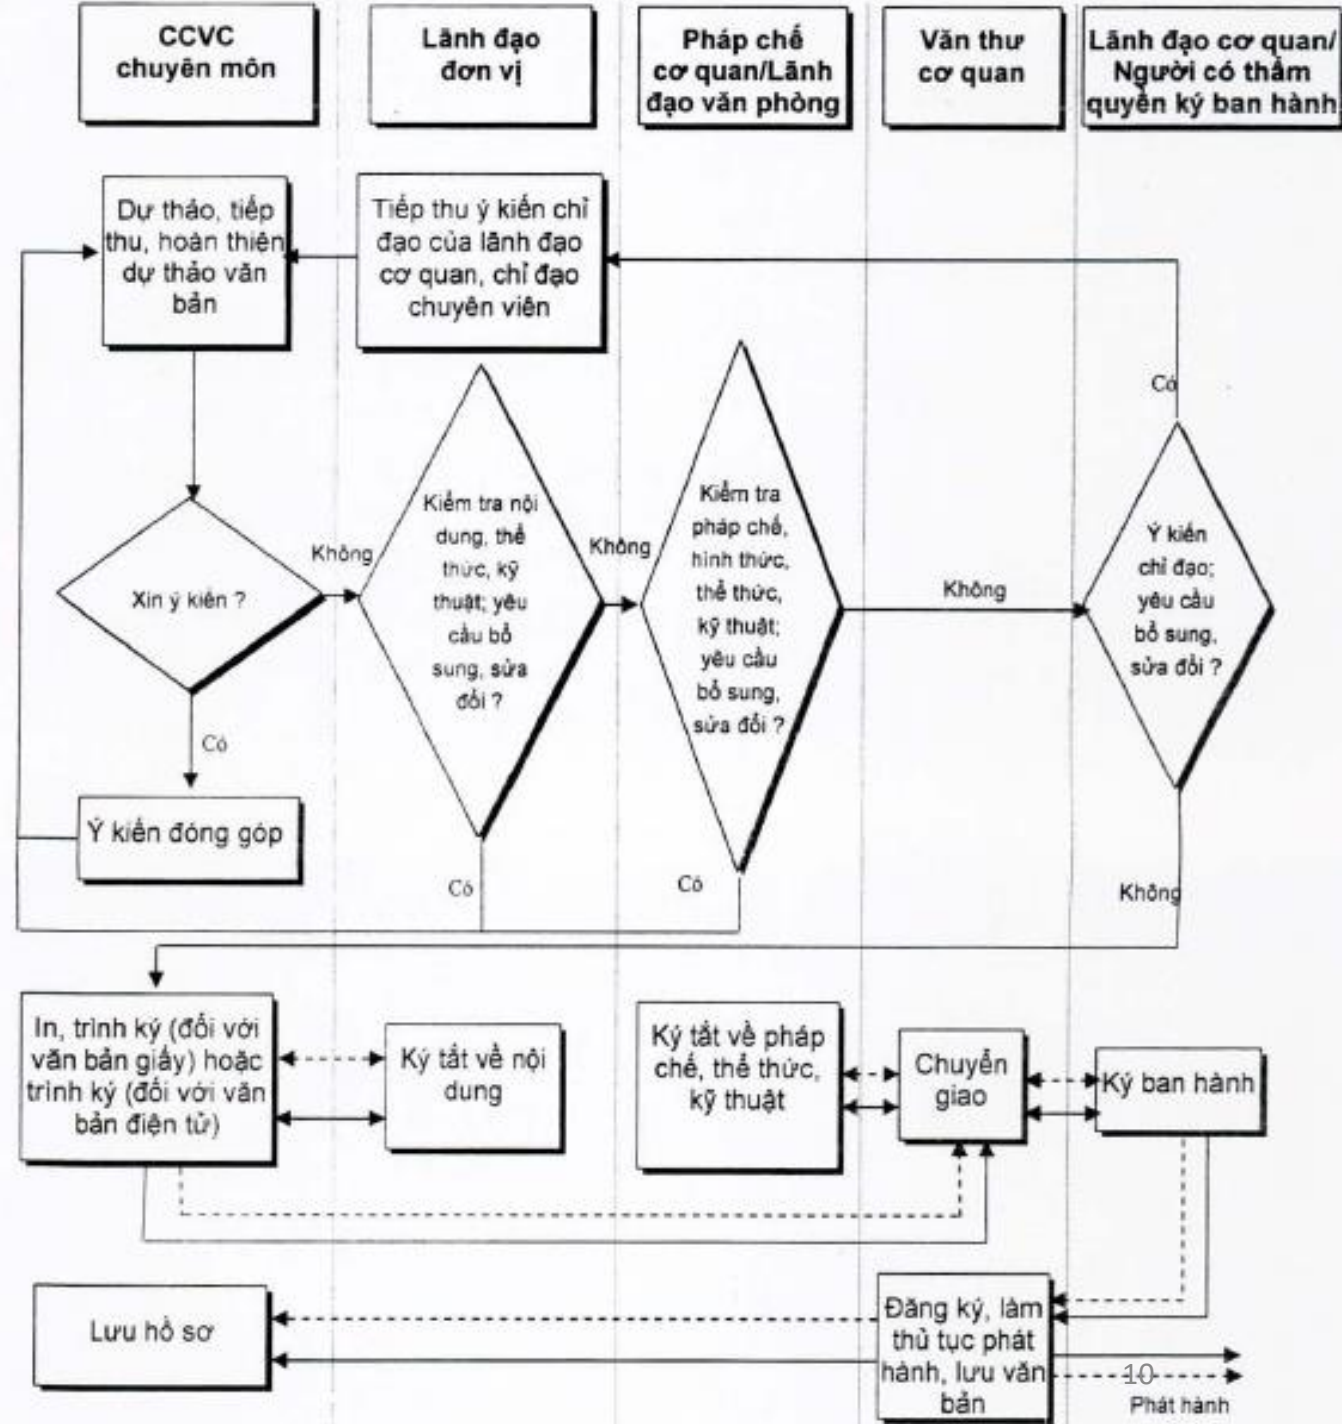 CCVC
chuyên môn
Lãnh đạo
đơn vị
Pháp chế
cơ quan/Lãnh
đạo văn phòng
Văn thư
cơ quan
Lãnh đạo cơ quan/
Người có thẩm
quyền ký ban hành
Dự thảo, tiếp
thu, hoàn thiện
dự thảo văn
bản
Tiếp thu ý kiến chỉ
đạo của lãnh đạo
cơ quan, chỉ đạo
chuyên viên
Có
Xin ý kiến ?
Không
Kiểm tra nội
dung, thể
thức, kỹ
thuật; yêu
cầu bổ
sung, sửa
đổi ?
Không
Kiểm tra
pháp chế,
hình thức,
thể thức,
kỹ thuật;
yêu cầu
bổ sung,
sửa đổi ?
Không
Ý kiến
chỉ đạo;
yêu cầu
bổ sung,
sửa đổi ?
Có
Ý kiến đóng góp
Có
Có
Không
In, trình ký (đối với
văn bản giấy) hoặc
trình ký (đối với văn
bản điện tử)
Ký tắt về nội
dung
Ký tắt về pháp
chế, thể thức,
kỹ thuật
Chuyển
giao
Ký ban hành
Lưu hồ sơ
Đăng ký, làm
thủ tục phát
hành, lưu văn
bản
10
Phát hành